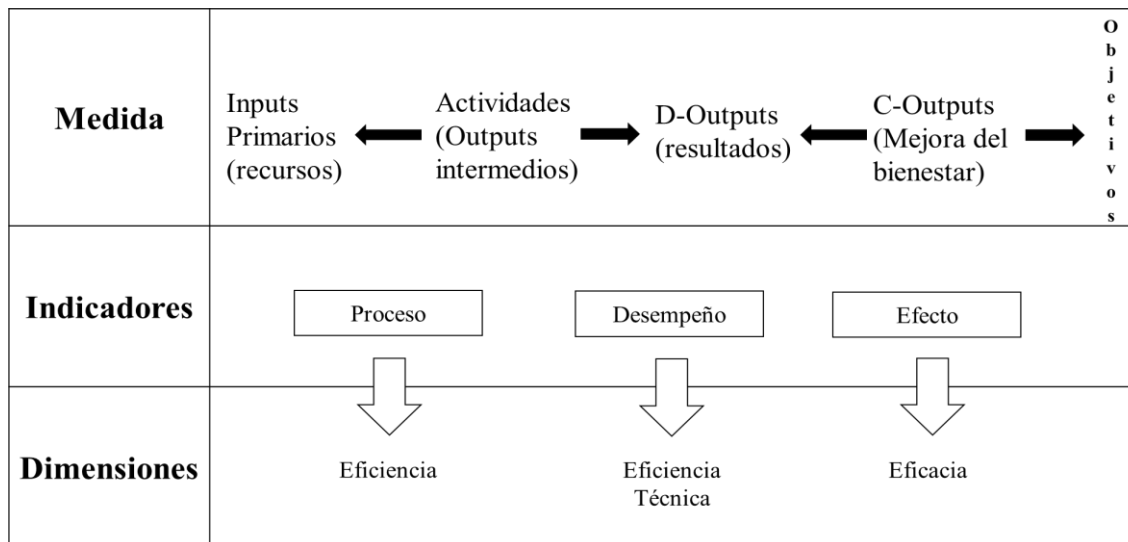 Medida
Inputs
Primarios
(recursos)
Actividades
(Outputs
intermedios)
D-Outputs
(resultados)
C-Outputs
(Mejora del
bienestar)
Objetivos
Indicadores
Proceso
Desempeño
Efecto
Dimensiones
Eficiencia
Eficiencia
Técnica
Eficacia